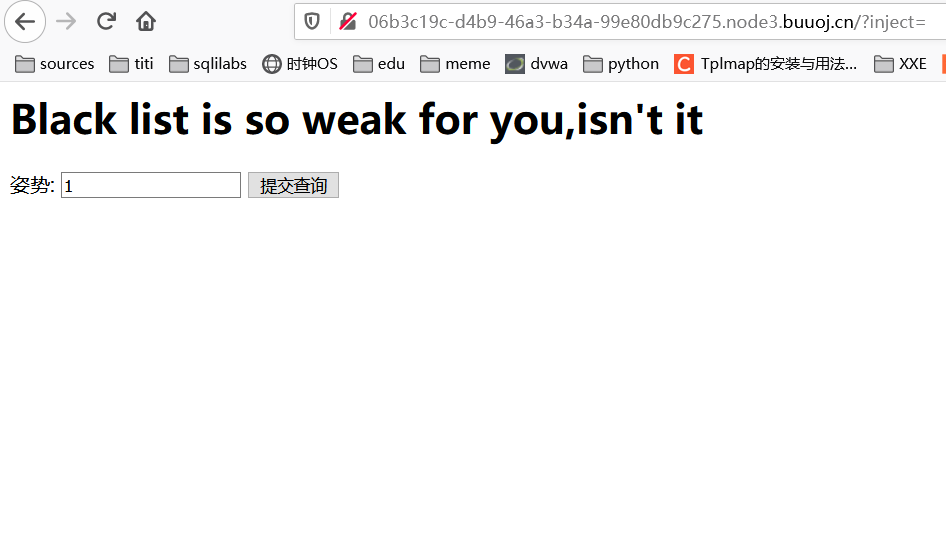 06b3c19c-d4b9-46a3-b34a-99e80db9c275.node3.buuoj.cn/?inject=
sources titi sqlilabs 时钟OS edu meme dvwa python Tplmap的安装与用法... XXE
Black list is so weak for you,isn't it
姿势: 1 提交查询